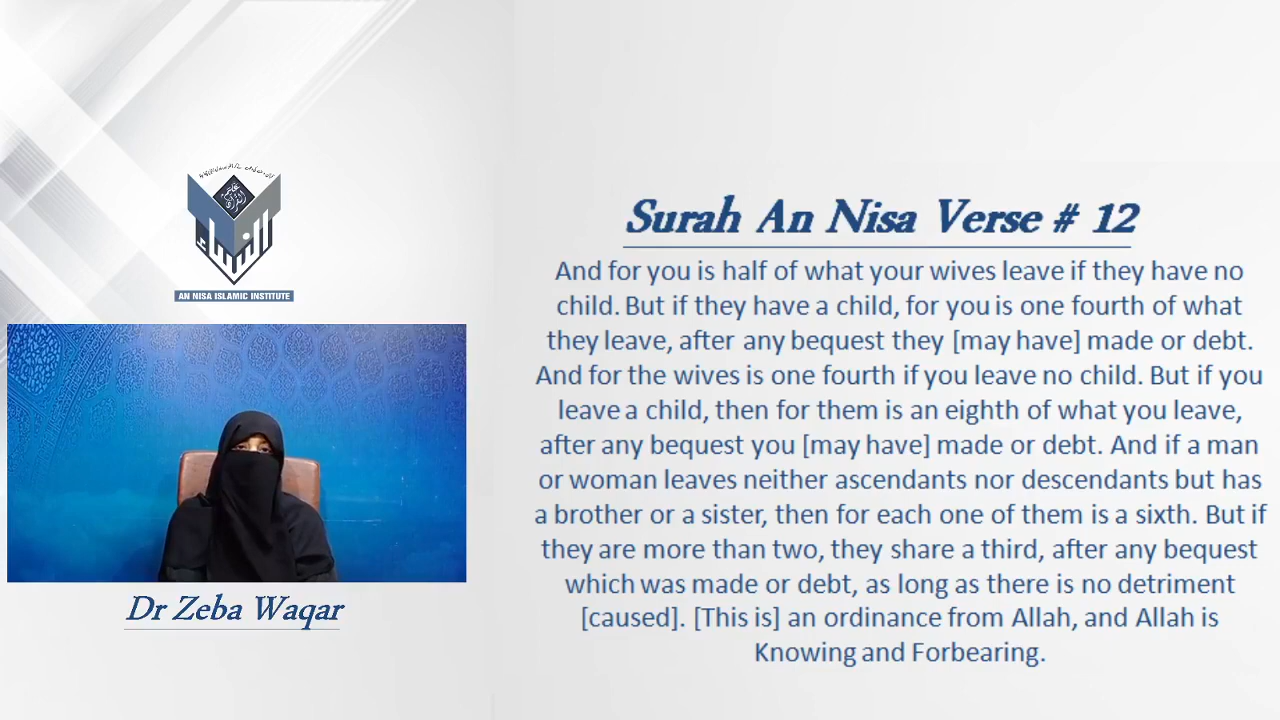 AN NISA ISLAMIC INSTITUTE
Dr Zeba Waqar
Surah An Nisa Verse # 12
And for you is half of what your wives leave if they have no
child. But if they have a child, for you is one fourth of what
they leave, after any bequest they [may have] made or debt.
And for the wives is one fourth if you leave no child. But if you
leave a child, then for them is an eighth of what you leave,
after any bequest you [may have] made or debt. And if a man
or woman leaves neither ascendants nor descendants but has
a brother or a sister, then for each one of them is a sixth. But if
they are more than two, they share a third, after any bequest
which was made or debt, as long as there is no detriment
[caused]. [This is] an ordinance from Allah, and Allah is
Knowing and Forbearing.